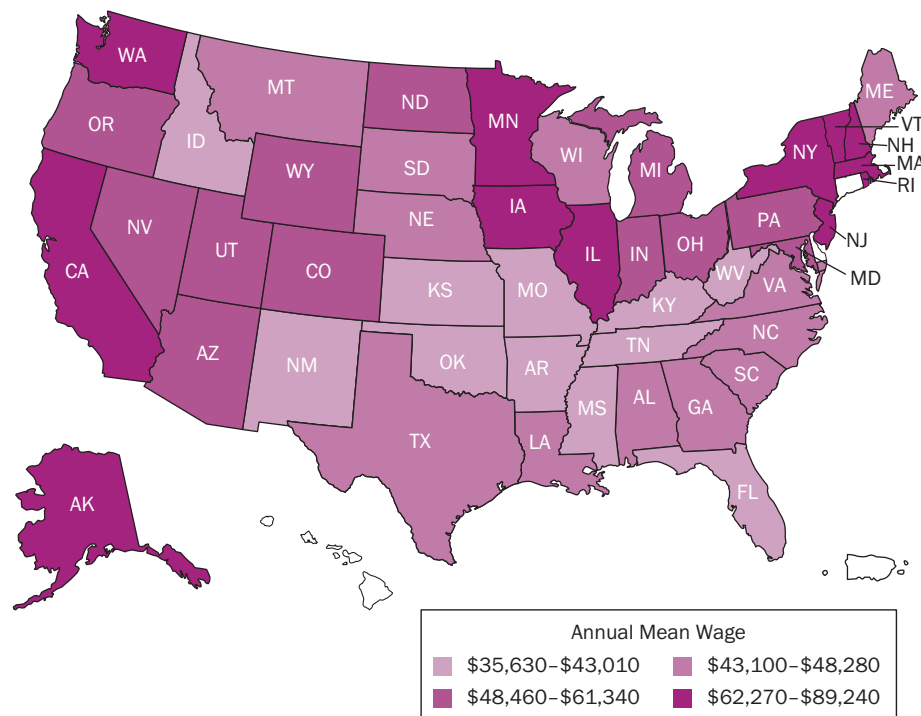 WA
MT
ND
MN
ME
VT
OR
ID
WY
SD
WI
MI
NY
NH
MA
RI
NV
UT
CO
NE
IA
IL
IN
OH
PA
NJ
MD
CA
KS
MO
KY
WV
VA
AZ
NM
OK
AR
TN
NC
SC
TX
LA
MS
AL
GA
FL
AK
Annual Mean Wage
$35,630–$43,010 $43,100–$48,280
$48,460–$61,340 $62,270–$89,240